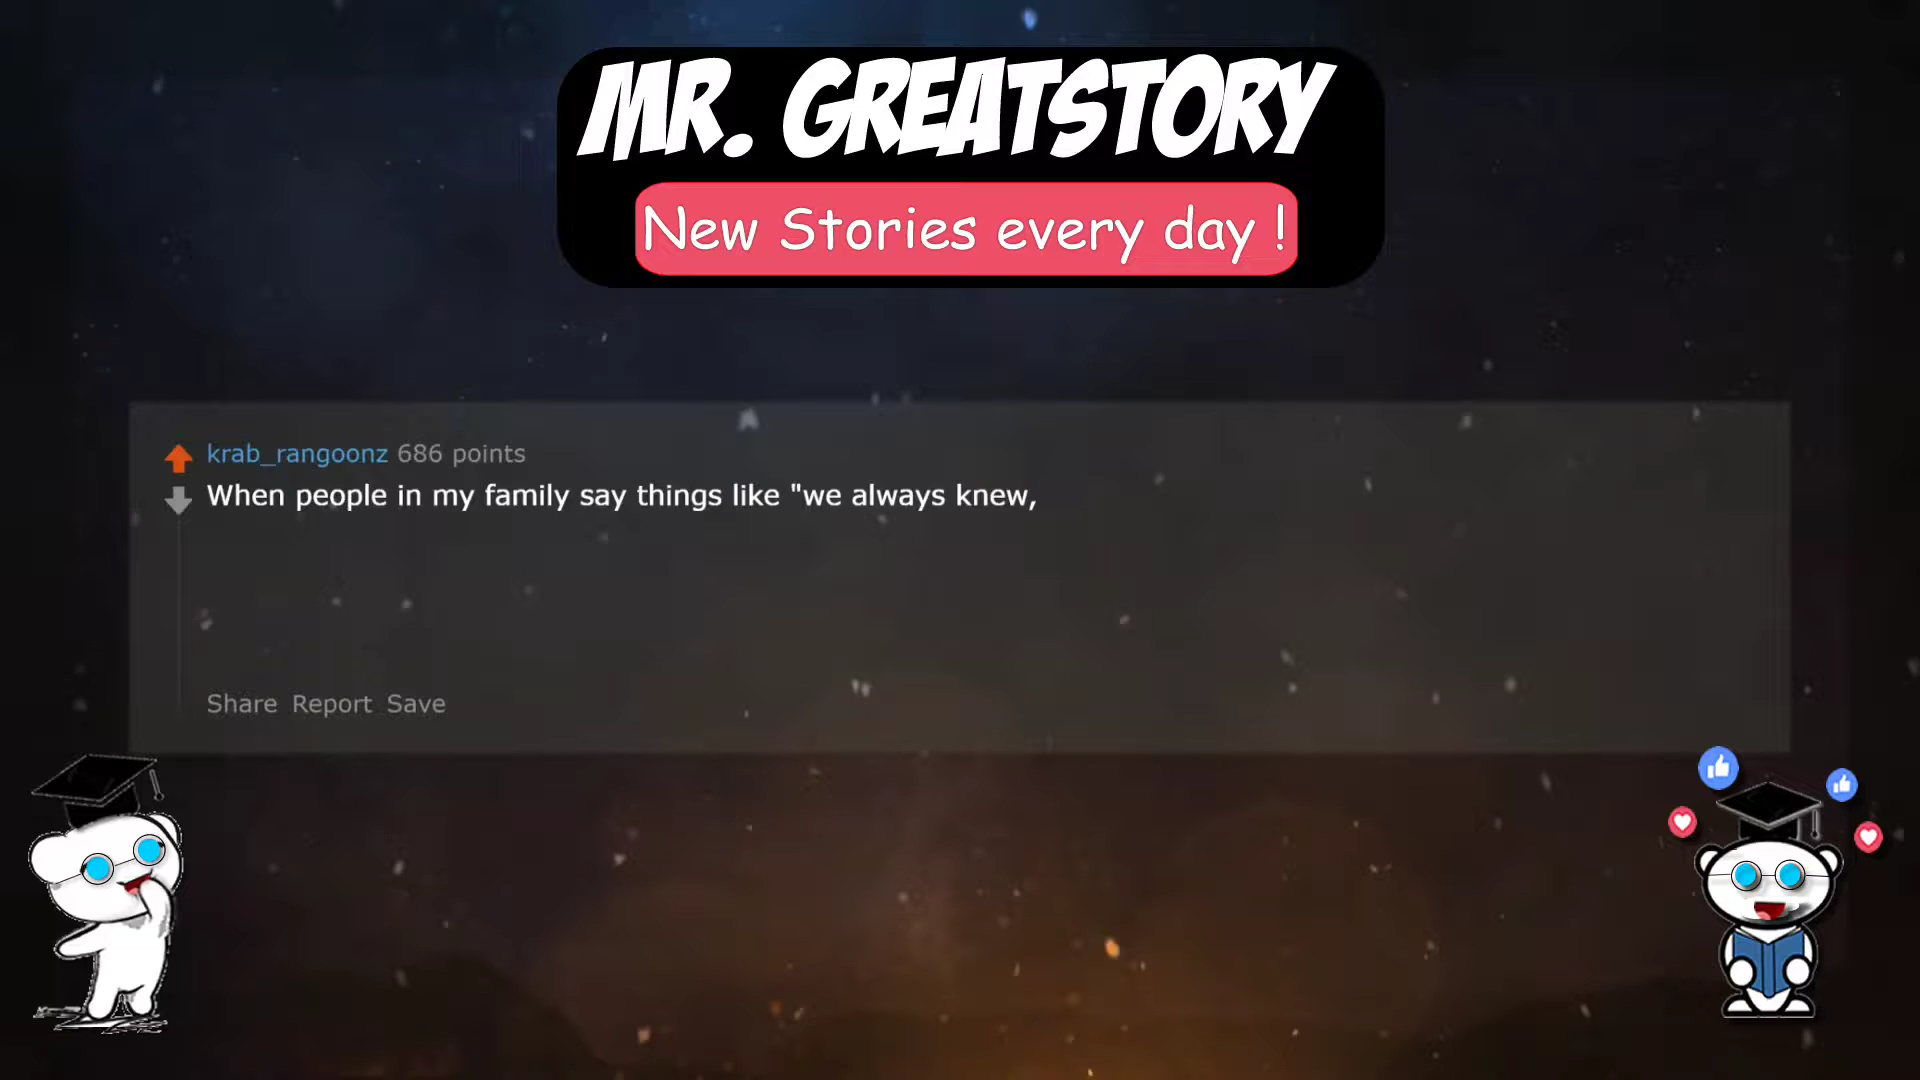 MR. GREATSTORY
New Stories every day !
krab_rangoonz 686 points
When people in my family say things like "we always knew,
Share Report Save